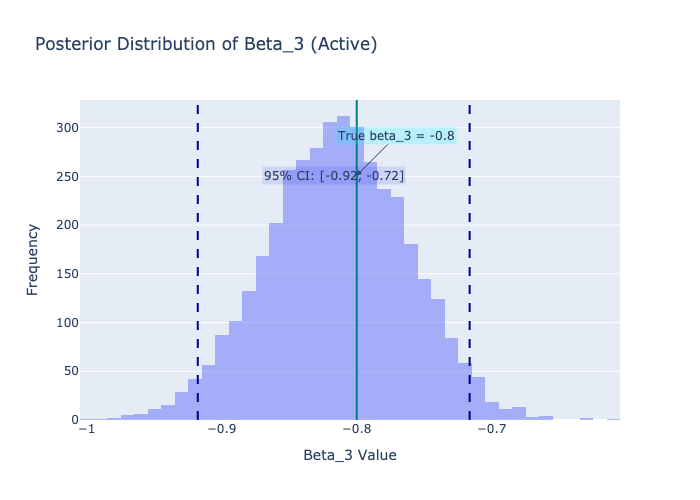 Posterior Distribution of Beta_3 (Active)
300
250
200
150
100
50
0
Frequency
True beta_3 = -0.8
95% CI: [-0.92, -0.72]
−1
−0.9
−0.8
−0.7
Beta_3 Value